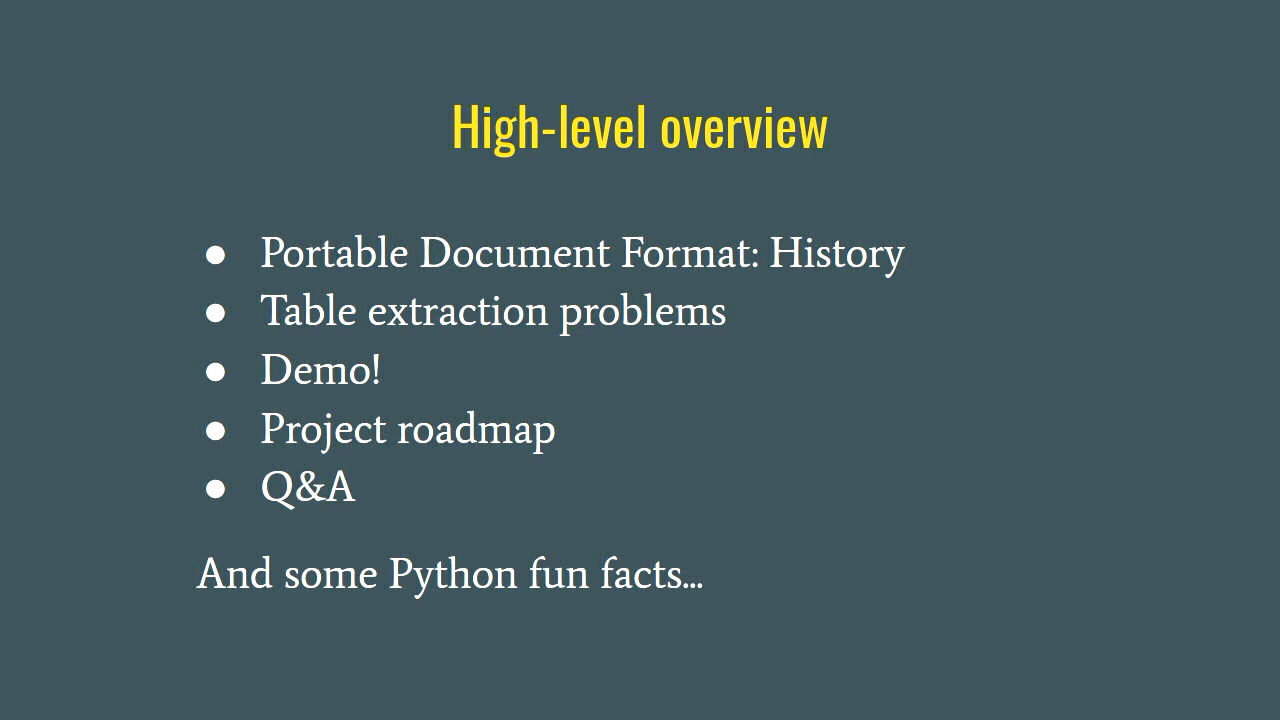 High-level overview
● Portable Document Format: History
● Table extraction problems
● Demo!
● Project roadmap
● Q&A
And some Python fun facts...